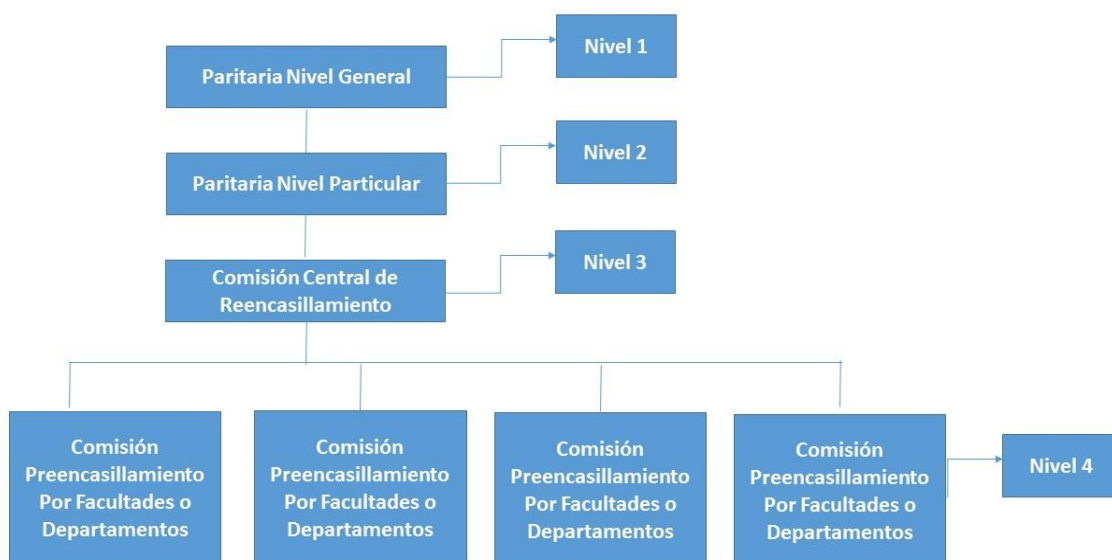 Nivel 1
Paritaria Nivel General
Nivel 2
Paritaria Nivel Particular
Nivel 3
Comisión Central de
Reencasillamiento
Comisión
Preencasillamiento
Por Facultades o
Departamentos
Comisión
Preencasillamiento
Por Facultades o
Departamentos
Comisión
Preencasillamiento
Por Facultades o
Departamentos
Comisión
Preencasillamiento
Por Facultades o
Departamentos
Nivel 4